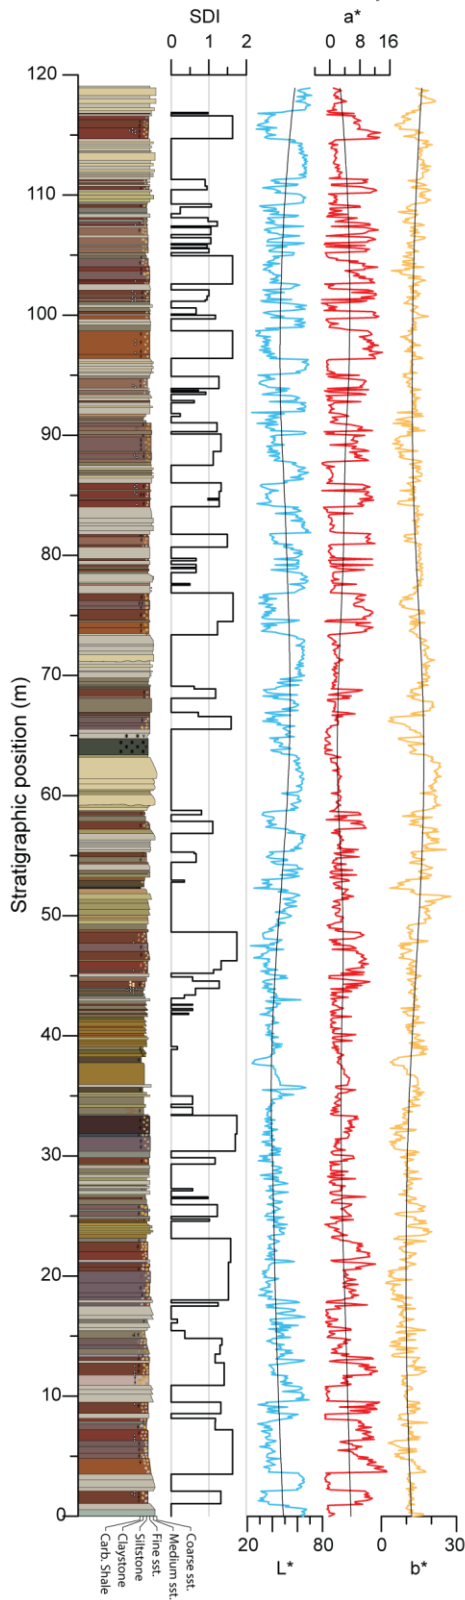 SDI
0 1 2
a*
0 8 16
120
110
100
90
80
70
60
50
40
30
20
10
0
Stratigraphic position (m)
Carb. Shale
Claystone
Siltstone
Fine sst.
Medium sst.
Coarse sst.
20 80
L*
0 30
b*